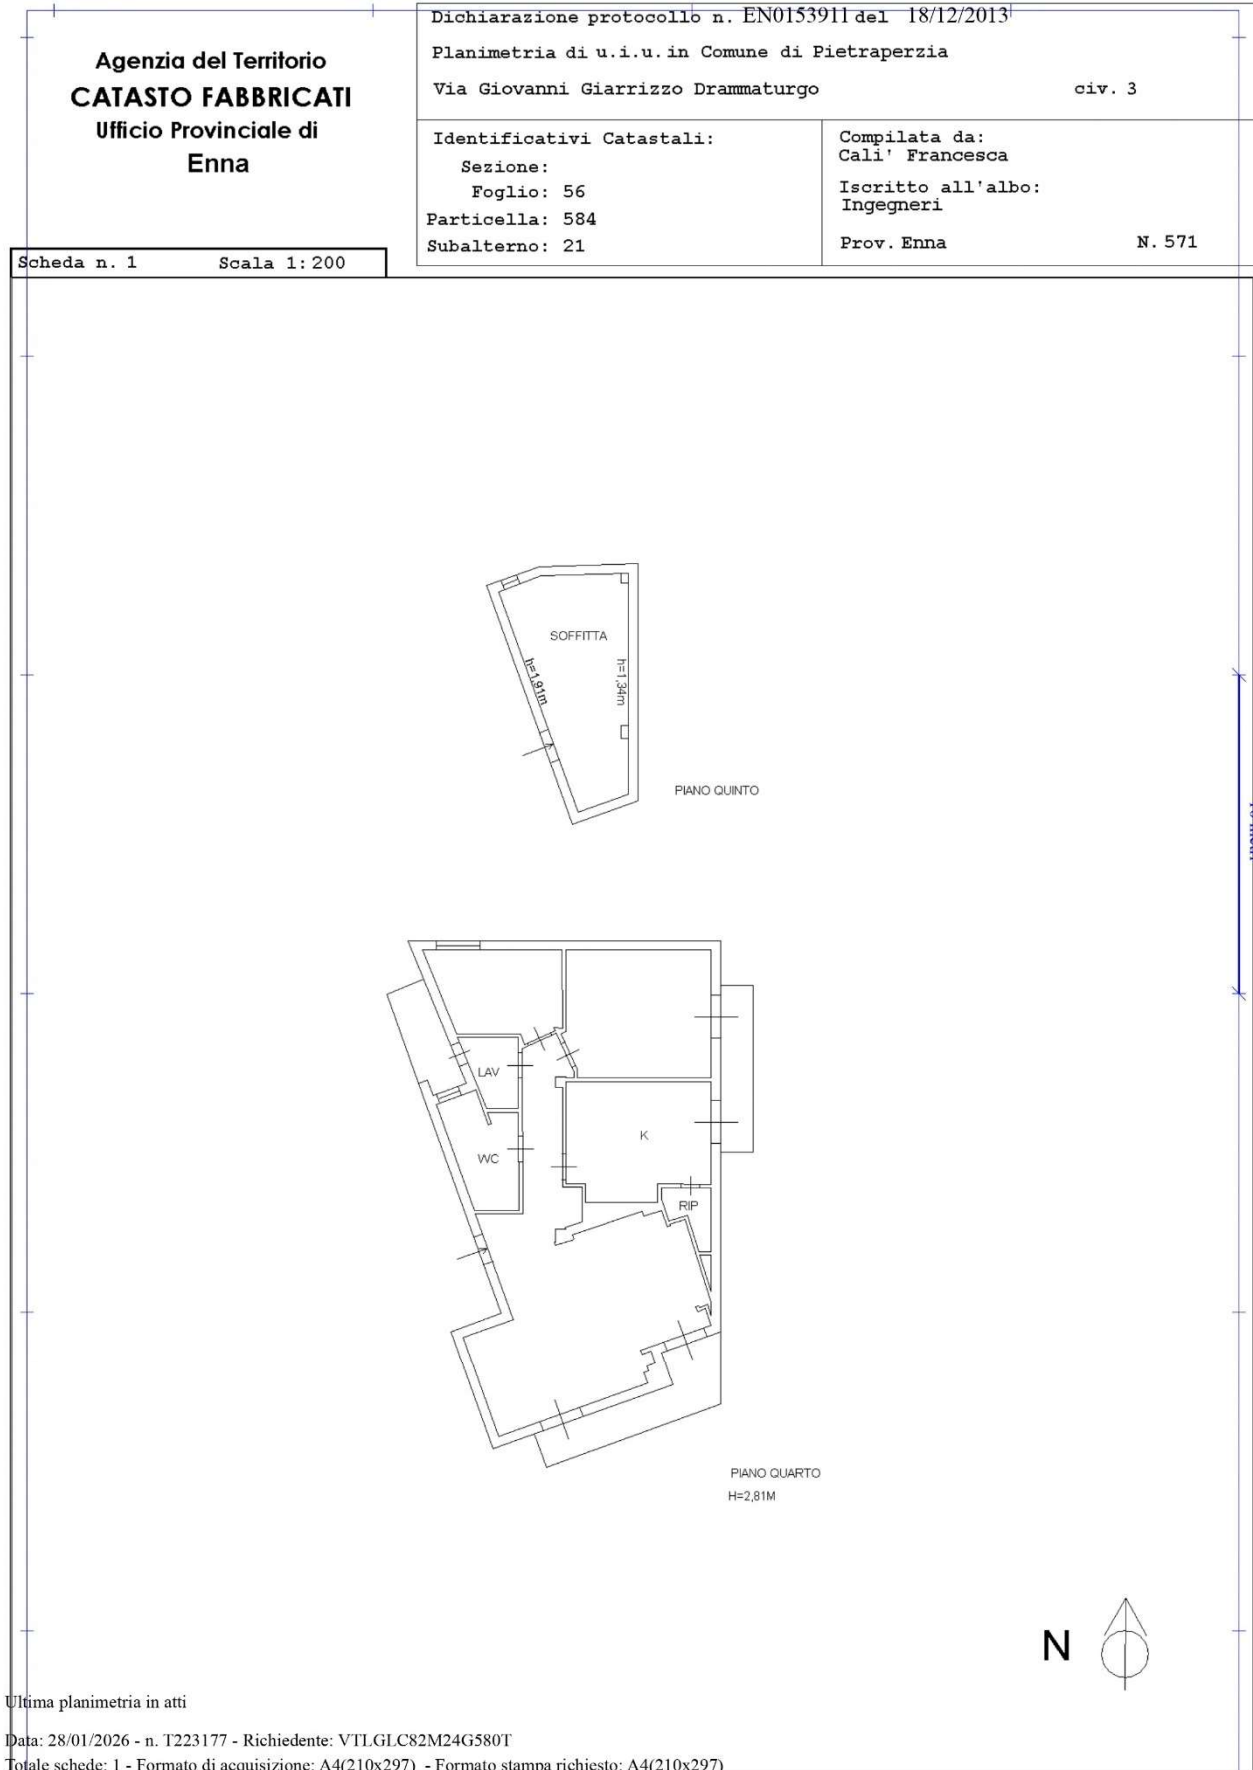 Agenzia del Territorio
CATASTO FABBRICATI
Ufficio Provinciale di
Enna
Dichiarazione protocollo n. EN0153911 del 18/12/2013
Planimetria di u.i.u. in Comune di Pietraperzia
Via Giovanni Giarrizzo Drammaturgo civ. 3
Identificativi Catastali:
Sezione:
Foglio: 56
Particella: 584
Subalterno: 21
Compilata da:
Cali' Francesca
Iscritto all'albo:
Ingegneri
Prov. Enna N. 571
Scheda n. 1 Scala 1:200
SOFFITTA
h=1,91m
h=1,34m
PIANO QUINTO
LAV
K
WC
RIP
PIANO QUARTO
H=2,81M
N
Ultima planimetria in atti
Data: 28/01/2026 - n. T223177 - Richiedente: VTLGLC82M24G580T
Totale schede: 1 - Formato di acquisizione: A4(210x297) - Formato stampa richiesto: A4(210x297)